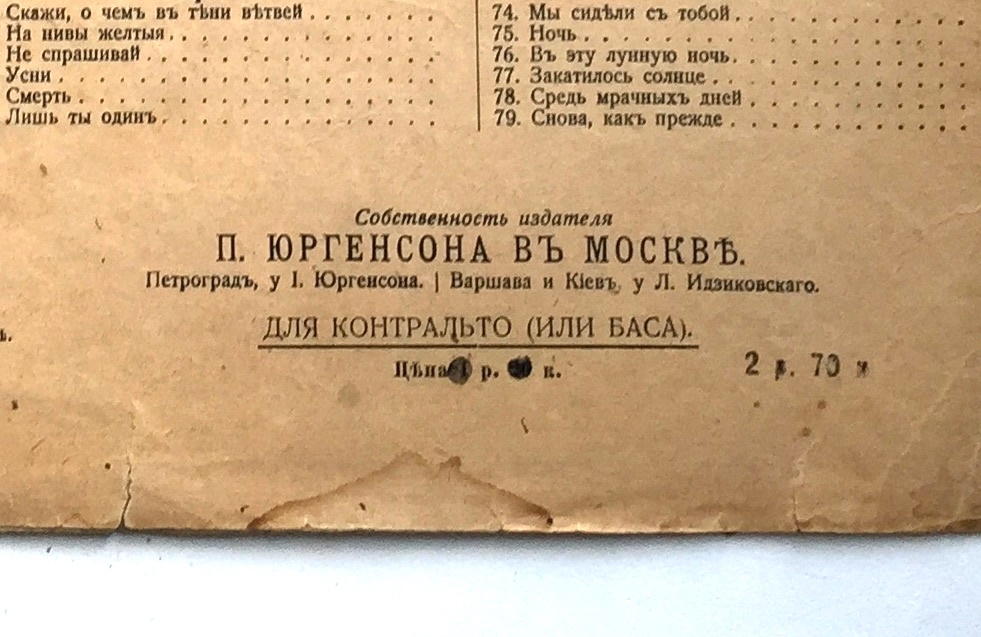 Скажи, о чемъ въ тѣни вѣтвей
На нивы желтыя
Не спрашивай
Усни
Смерть
Лишь ты одинъ
74. Мы сидѣли съ тобой
75. Ночь
76. Въ эту лунную ночь
77. Закатилось солнце
78. Средь мрачныхъ дней
79. Снова, какъ прежде
Собственность издателя
П. ЮРГЕНСОНА ВЪ МОСКВѢ.
Петроградъ, у І. Юргенсона. | Варшава и Кіевъ, у Л. Идзиковскаго.
ДЛЯ КОНТРАЛЬТО (ИЛИ БАСА).
Цѣна р. к.
2 р. 70 к